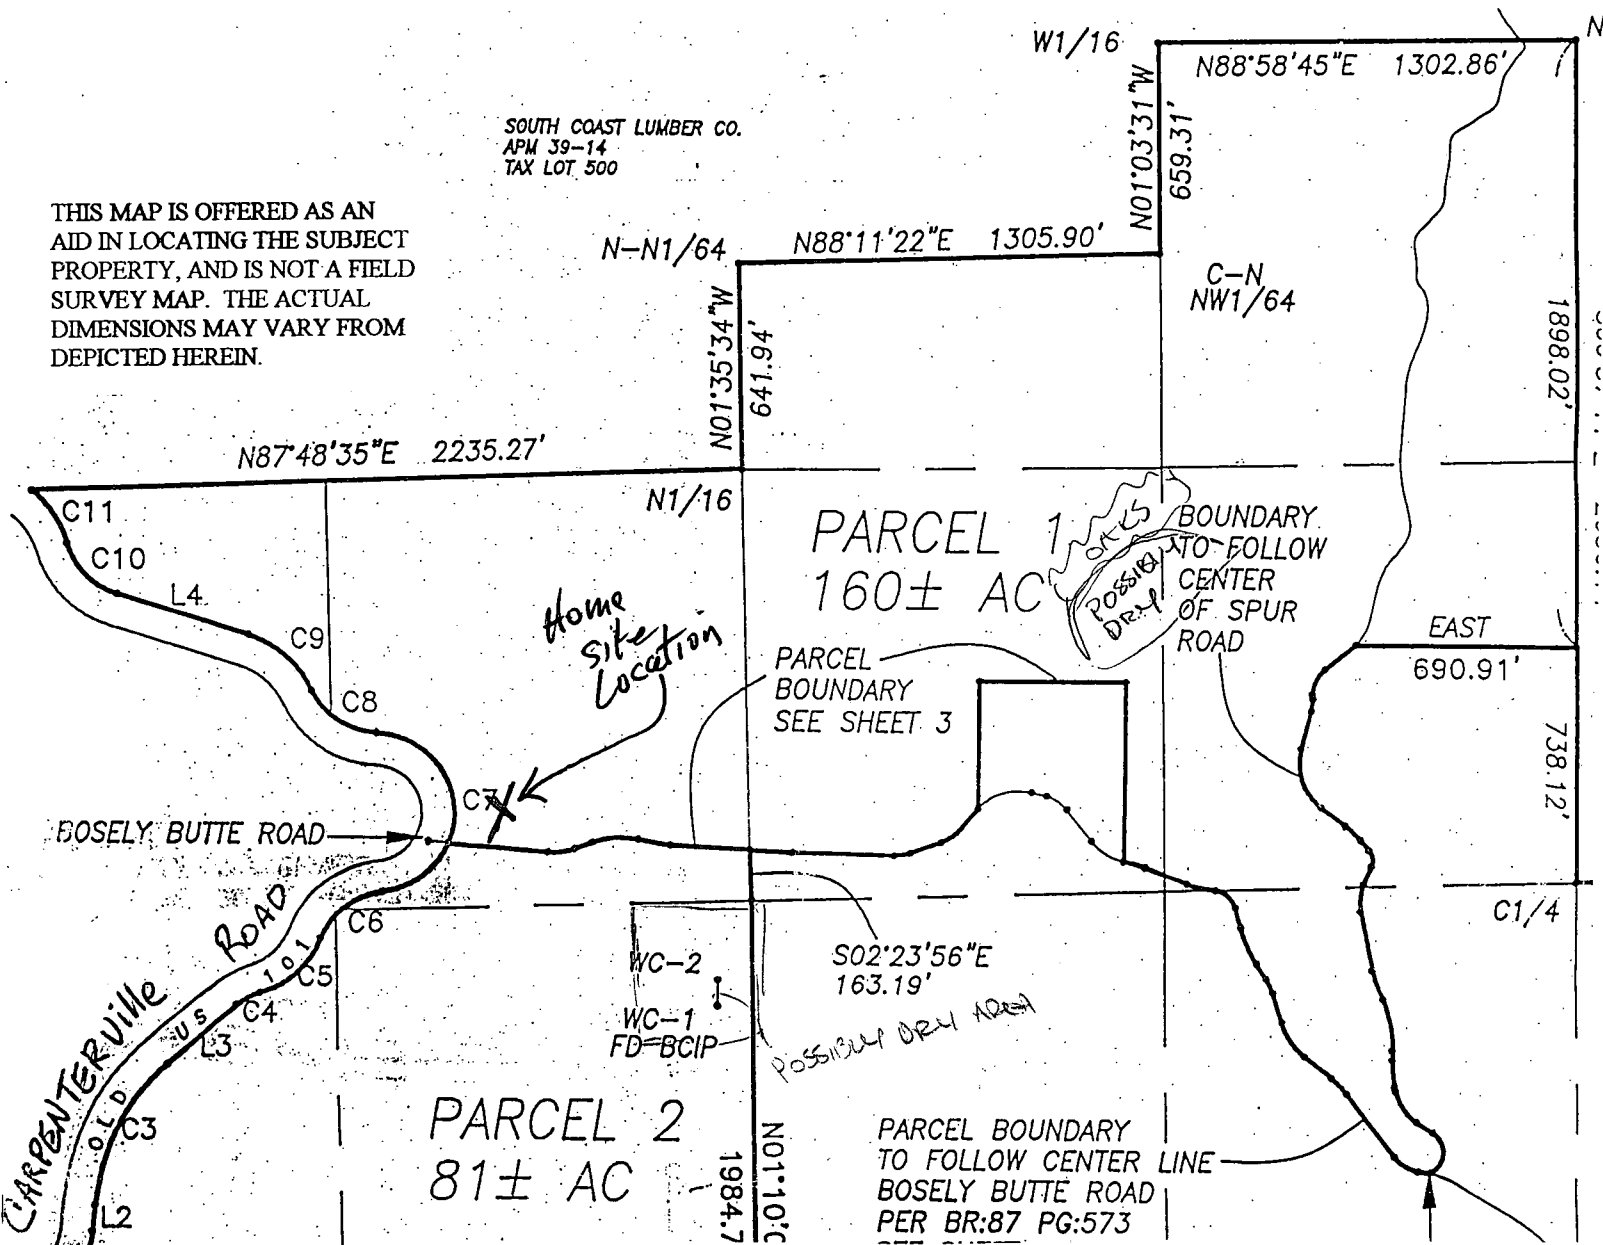 W1/16
N
N88°58'45"E 1302.86'
N01°03'31"W
659.31'
SOUTH COAST LUMBER CO.
APM 39-14
TAX LOT 500
THIS MAP IS OFFERED AS AN
AID IN LOCATING THE SUBJECT
PROPERTY, AND IS NOT A FIELD
SURVEY MAP. THE ACTUAL
DIMENSIONS MAY VARY FROM
DEPICTED HEREIN.
N-N1/64
N88°11'22"E 1305.90'
C-N
NW1/64
N01°35'34"W
641.94'
1898.02'
N87°48'35"E 2235.27'
N1/16
C11
C10
L4
C9
C8
C7
Home
Site
Location
PARCEL 1
160± AC
OAKS
POSSIBLY
DRY
BOUNDARY
TO FOLLOW
CENTER
OF SPUR
ROAD
EAST
690.91'
PARCEL
BOUNDARY
SEE SHEET 3
738.12'
BOSELY BUTTE ROAD
C6
C5
C4
L3
C3
L2
CARPENTERVille ROAD
OLD US 101
C1/4
WC-2
WC-1
FD BCIP
S02°23'56"E
163.19'
POSSIBLY DRY AREA
PARCEL 2
81± AC
N01°10'0
1984.7
PARCEL BOUNDARY
TO FOLLOW CENTER LINE
BOSELY BUTTE ROAD
PER BR:87 PG:573